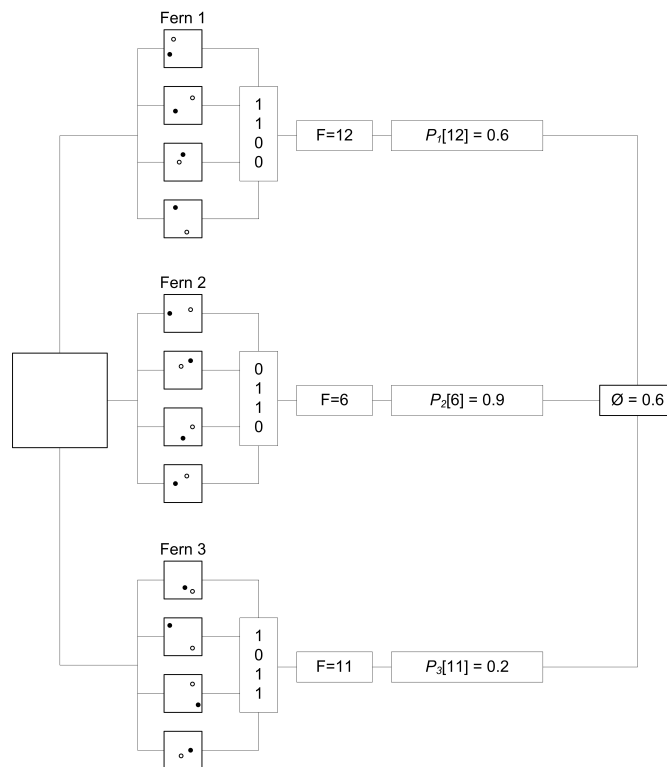 Fern 1
1
1
0
0
F=12
P₁[12] = 0.6
Fern 2
0
1
1
0
F=6
P₂[6] = 0.9
Ø = 0.6
Fern 3
1
0
1
1
F=11
P₃[11] = 0.2